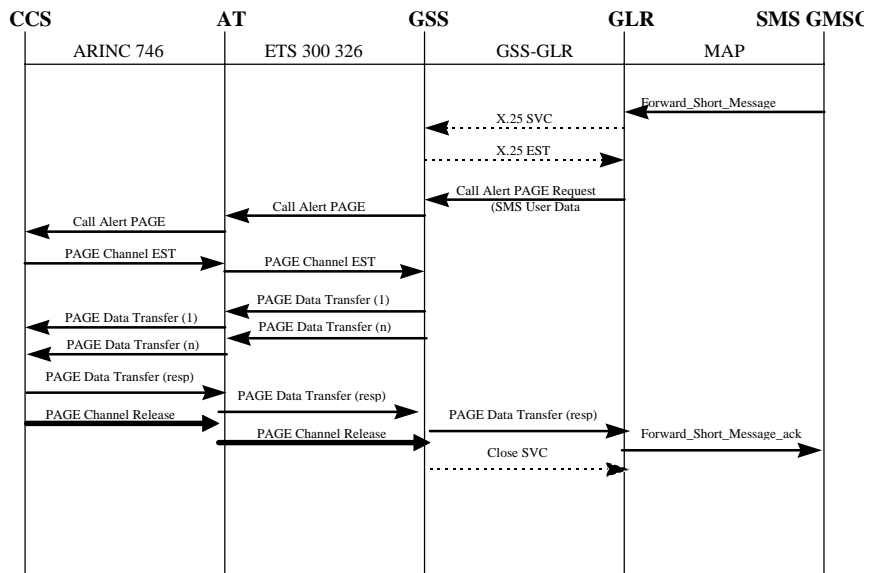 CCS AT GSS GLR SMS GMSC
ARINC 746 ETS 300 326 GSS-GLR MAP
Forward_Short_Message
X.25 SVC
X.25 EST
Call Alert PAGE Request
(SMS User Data
Call Alert PAGE
Call Alert PAGE
PAGE Channel EST
PAGE Channel EST
PAGE Data Transfer (1)
PAGE Data Transfer (1)
PAGE Data Transfer (n)
PAGE Data Transfer (n)
PAGE Data Transfer (resp)
PAGE Data Transfer (resp)
PAGE Channel Release
PAGE Data Transfer (resp)
PAGE Channel Release
Forward_Short_Message_ack
Close SVC